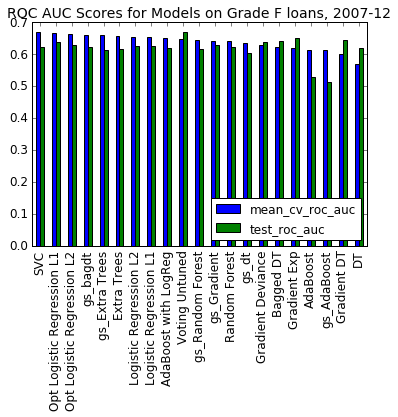 ROC AUC Scores for Models on Grade F loans, 2007-12
0.7
0.6
0.5
0.4
0.3
0.2
0.1
0.0
mean_cv_roc_auc
test_roc_auc
SVC
Opt Logistic Regression L1
Opt Logistic Regression L2
gs_bagdt
gs_Extra Trees
Extra Trees
Logistic Regression L2
Logistic Regression L1
AdaBoost with LogReg
Voting Untuned
gs_Random Forest
gs_Gradient
Random Forest
gs_dt
Gradient Deviance
Bagged DT
Gradient Exp
AdaBoost
gs_AdaBoost
Gradient DT
DT